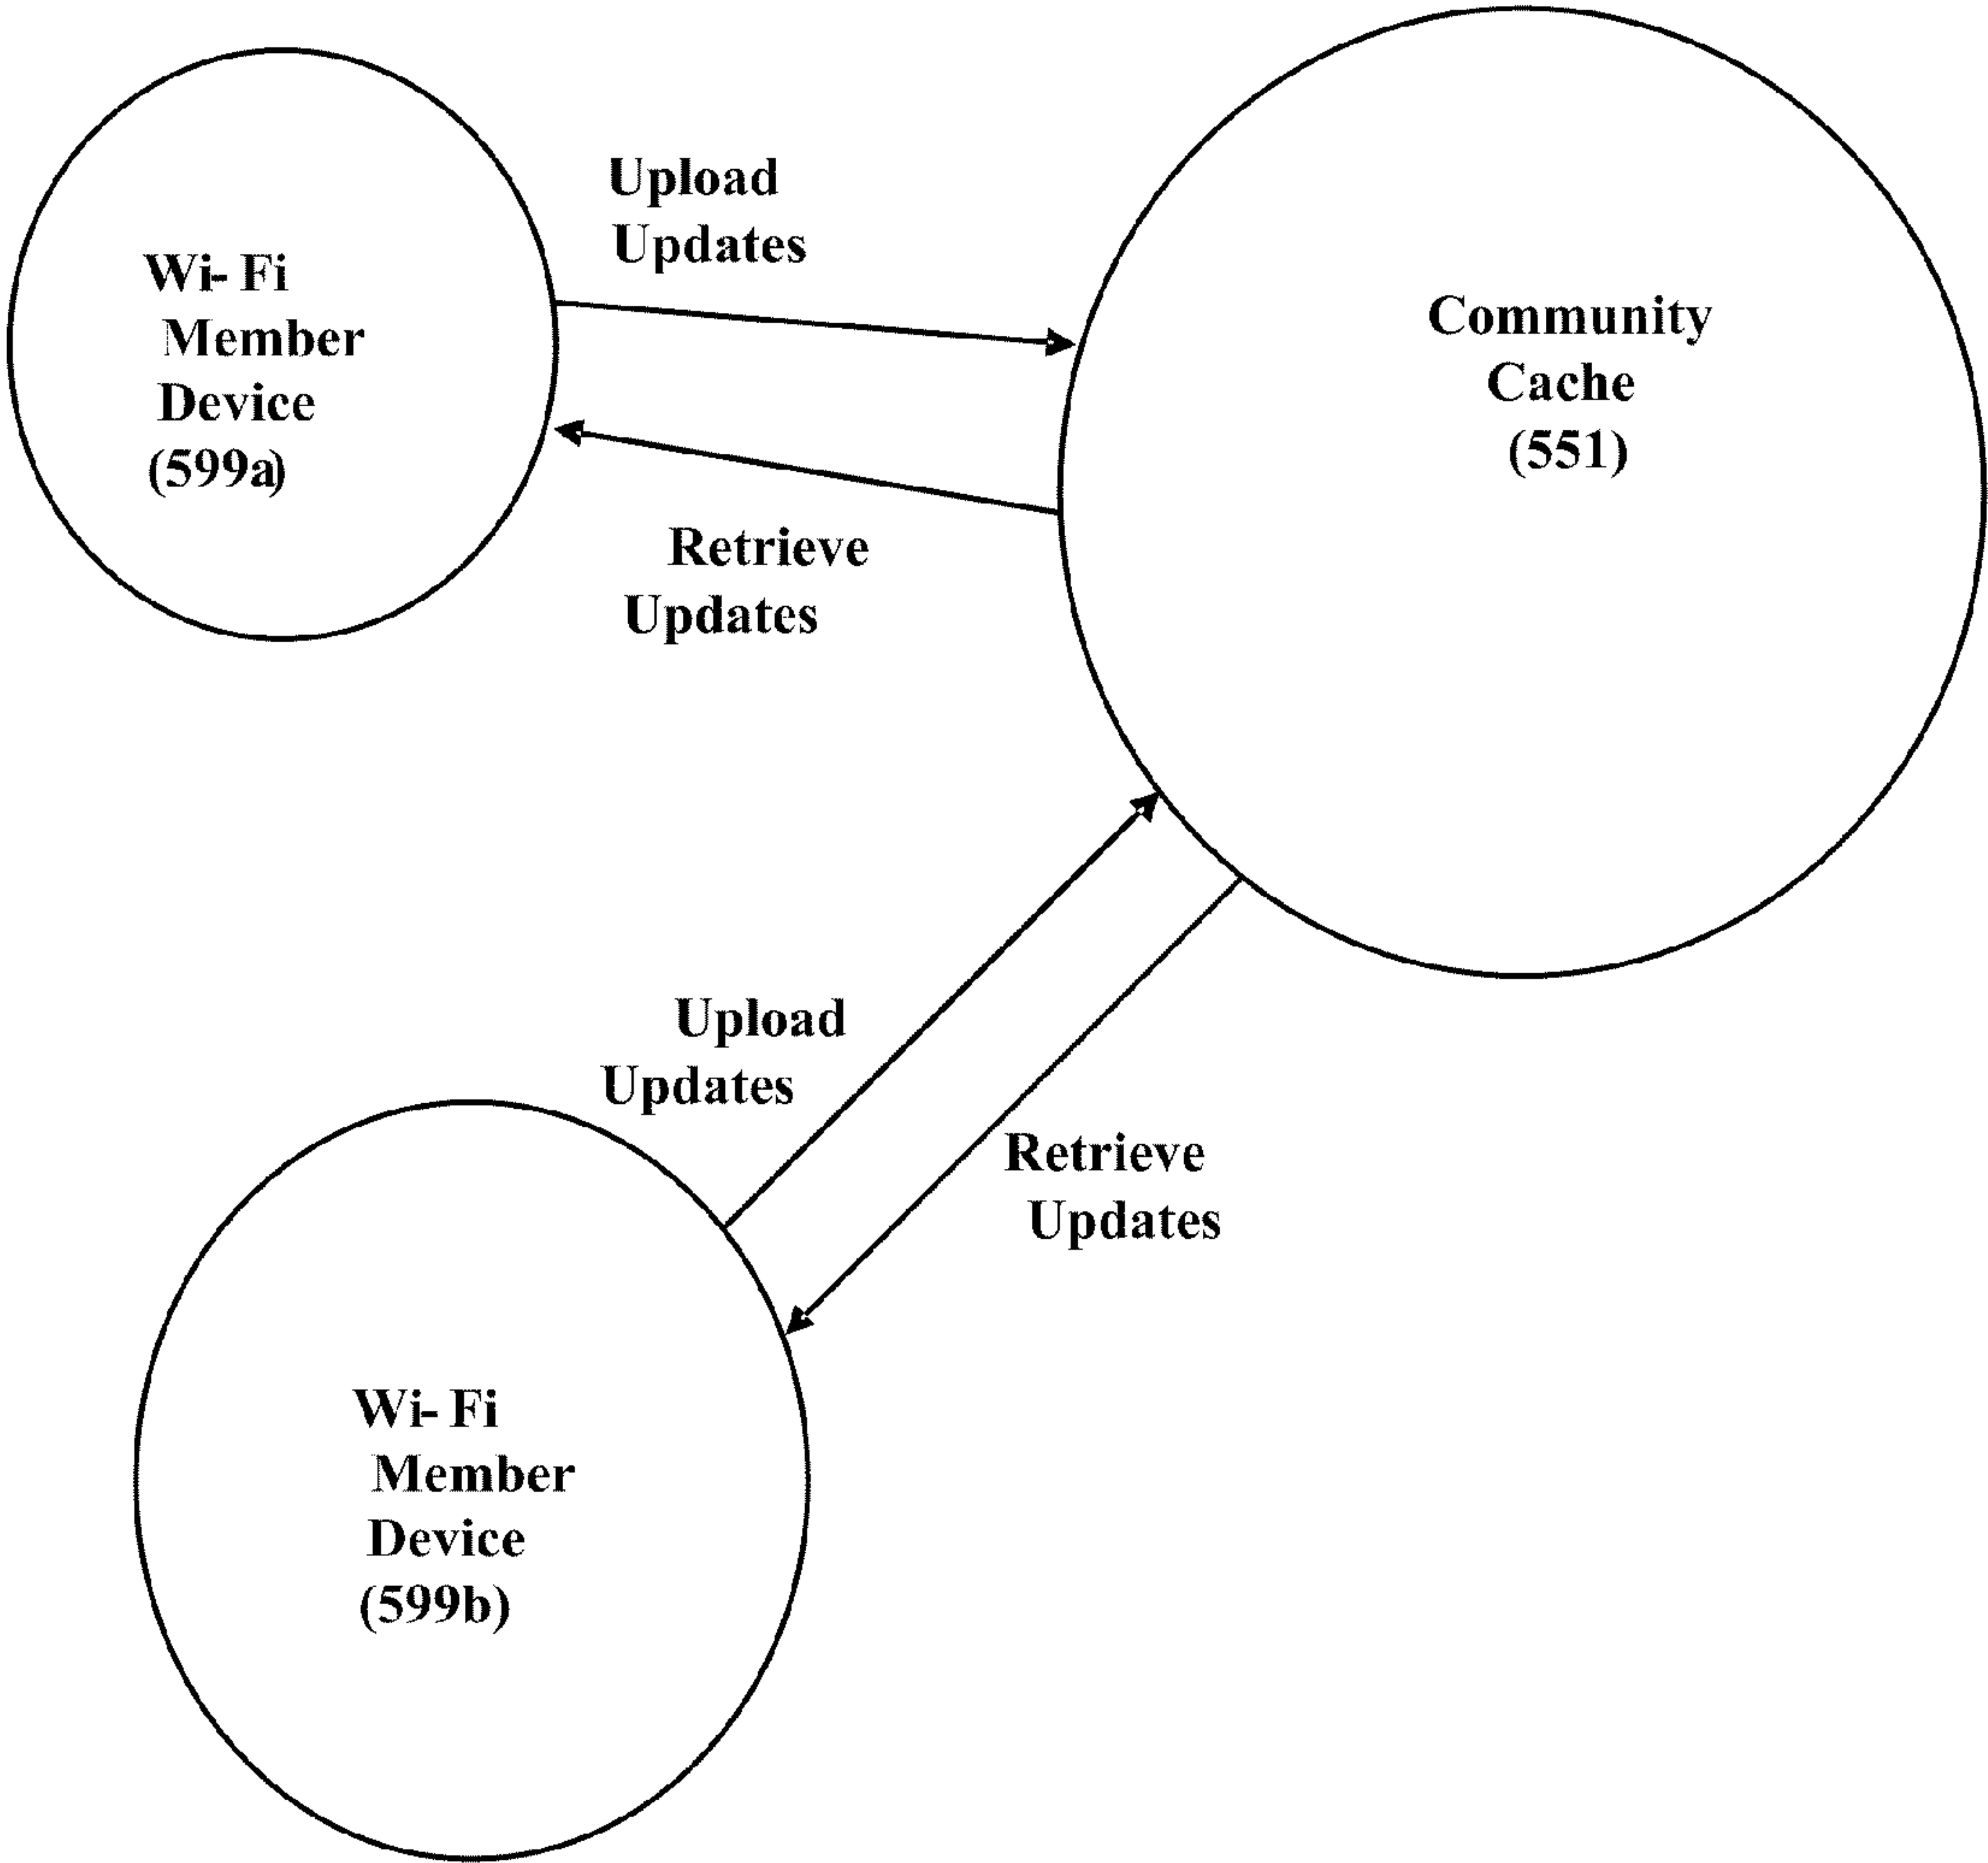 Upload
Updates
Wi- Fi
Member
Device
(599a)
Community
Cache
(551)
Retrieve
Updates
Upload
Updates
Retrieve
Updates
Wi- Fi
Member
Device
(599b)